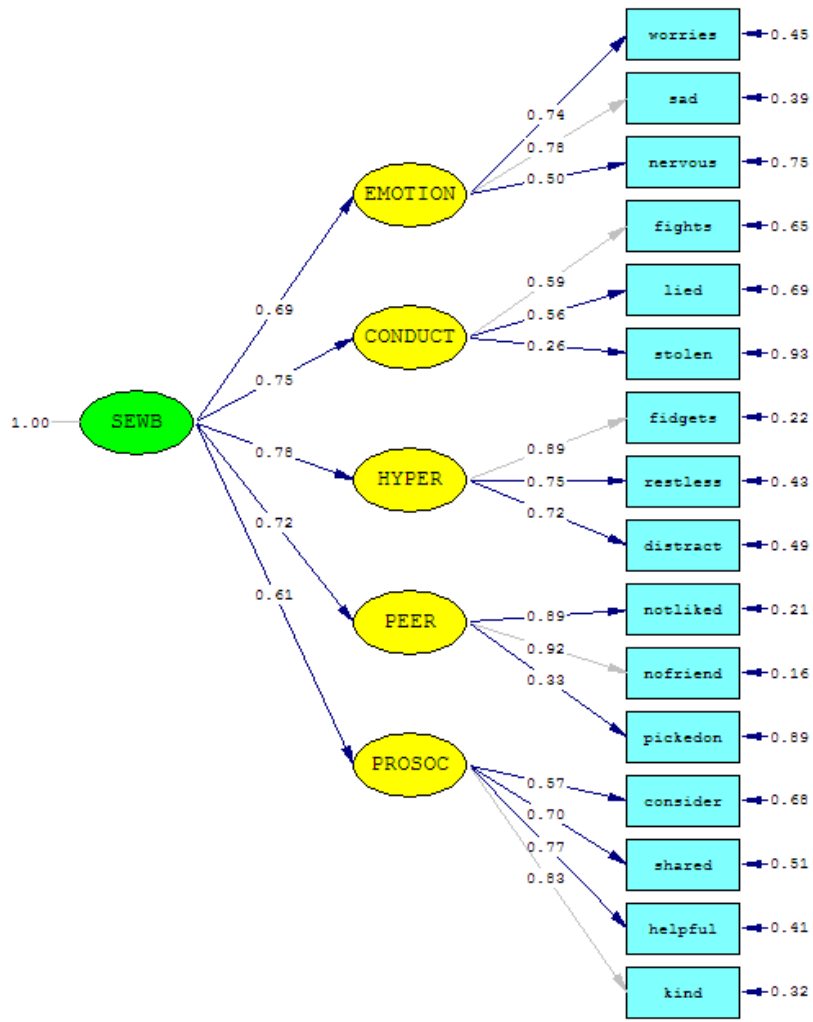 worries
0.45
sad
0.39
0.74
0.78
nervous
0.75
0.50
EMOTION
fights
0.65
0.59
lied
0.69
0.69
0.56
CONDUCT
0.26
stolen
0.93
0.75
1.00
SEWB
fidgets
0.22
0.78
0.89
HYPER
0.75
restless
0.43
0.72
0.72
distract
0.49
0.61
0.89
notliked
0.21
PEER
0.92
nofriend
0.16
0.33
pickedon
0.89
PROSOC
0.57
consider
0.68
0.70
0.77
shared
0.51
0.83
helpful
0.41
kind
0.32